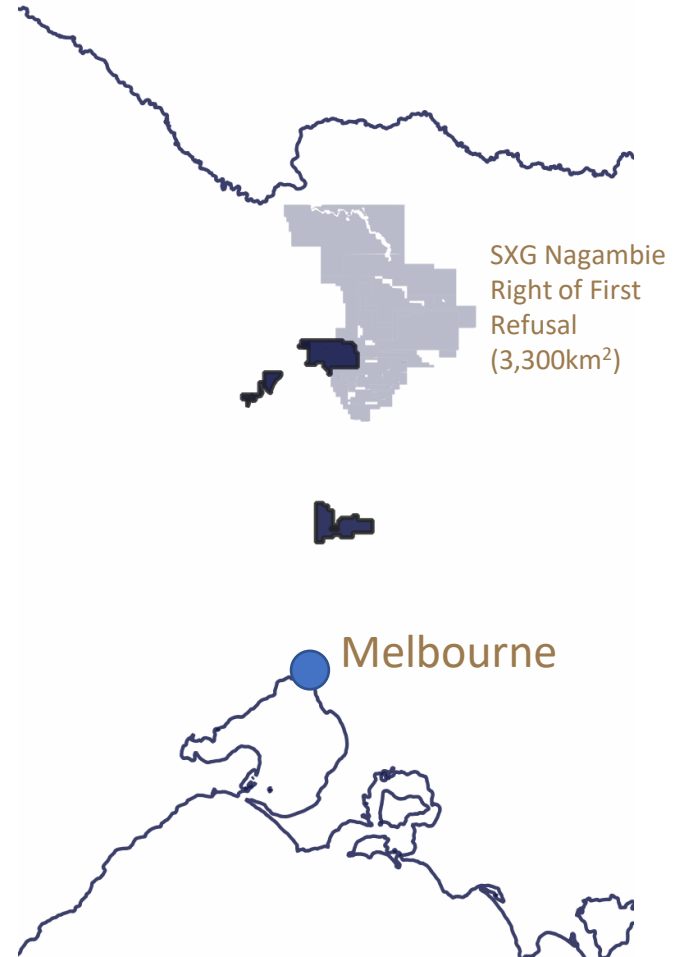 SXG Nagambie
Right of First
Refusal
(3,300km²)
Melbourne